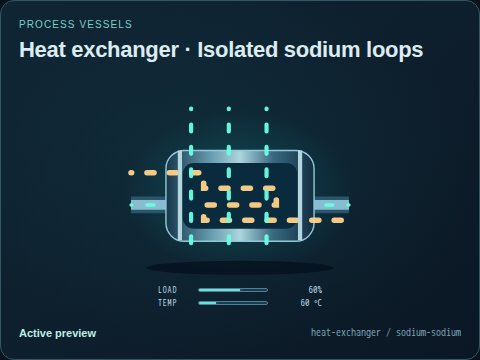 PROCESS VESSELS
Heat exchanger · Isolated sodium loops
LOAD 60%
TEMP 60 °C
Active preview heat-exchanger / sodium-sodium